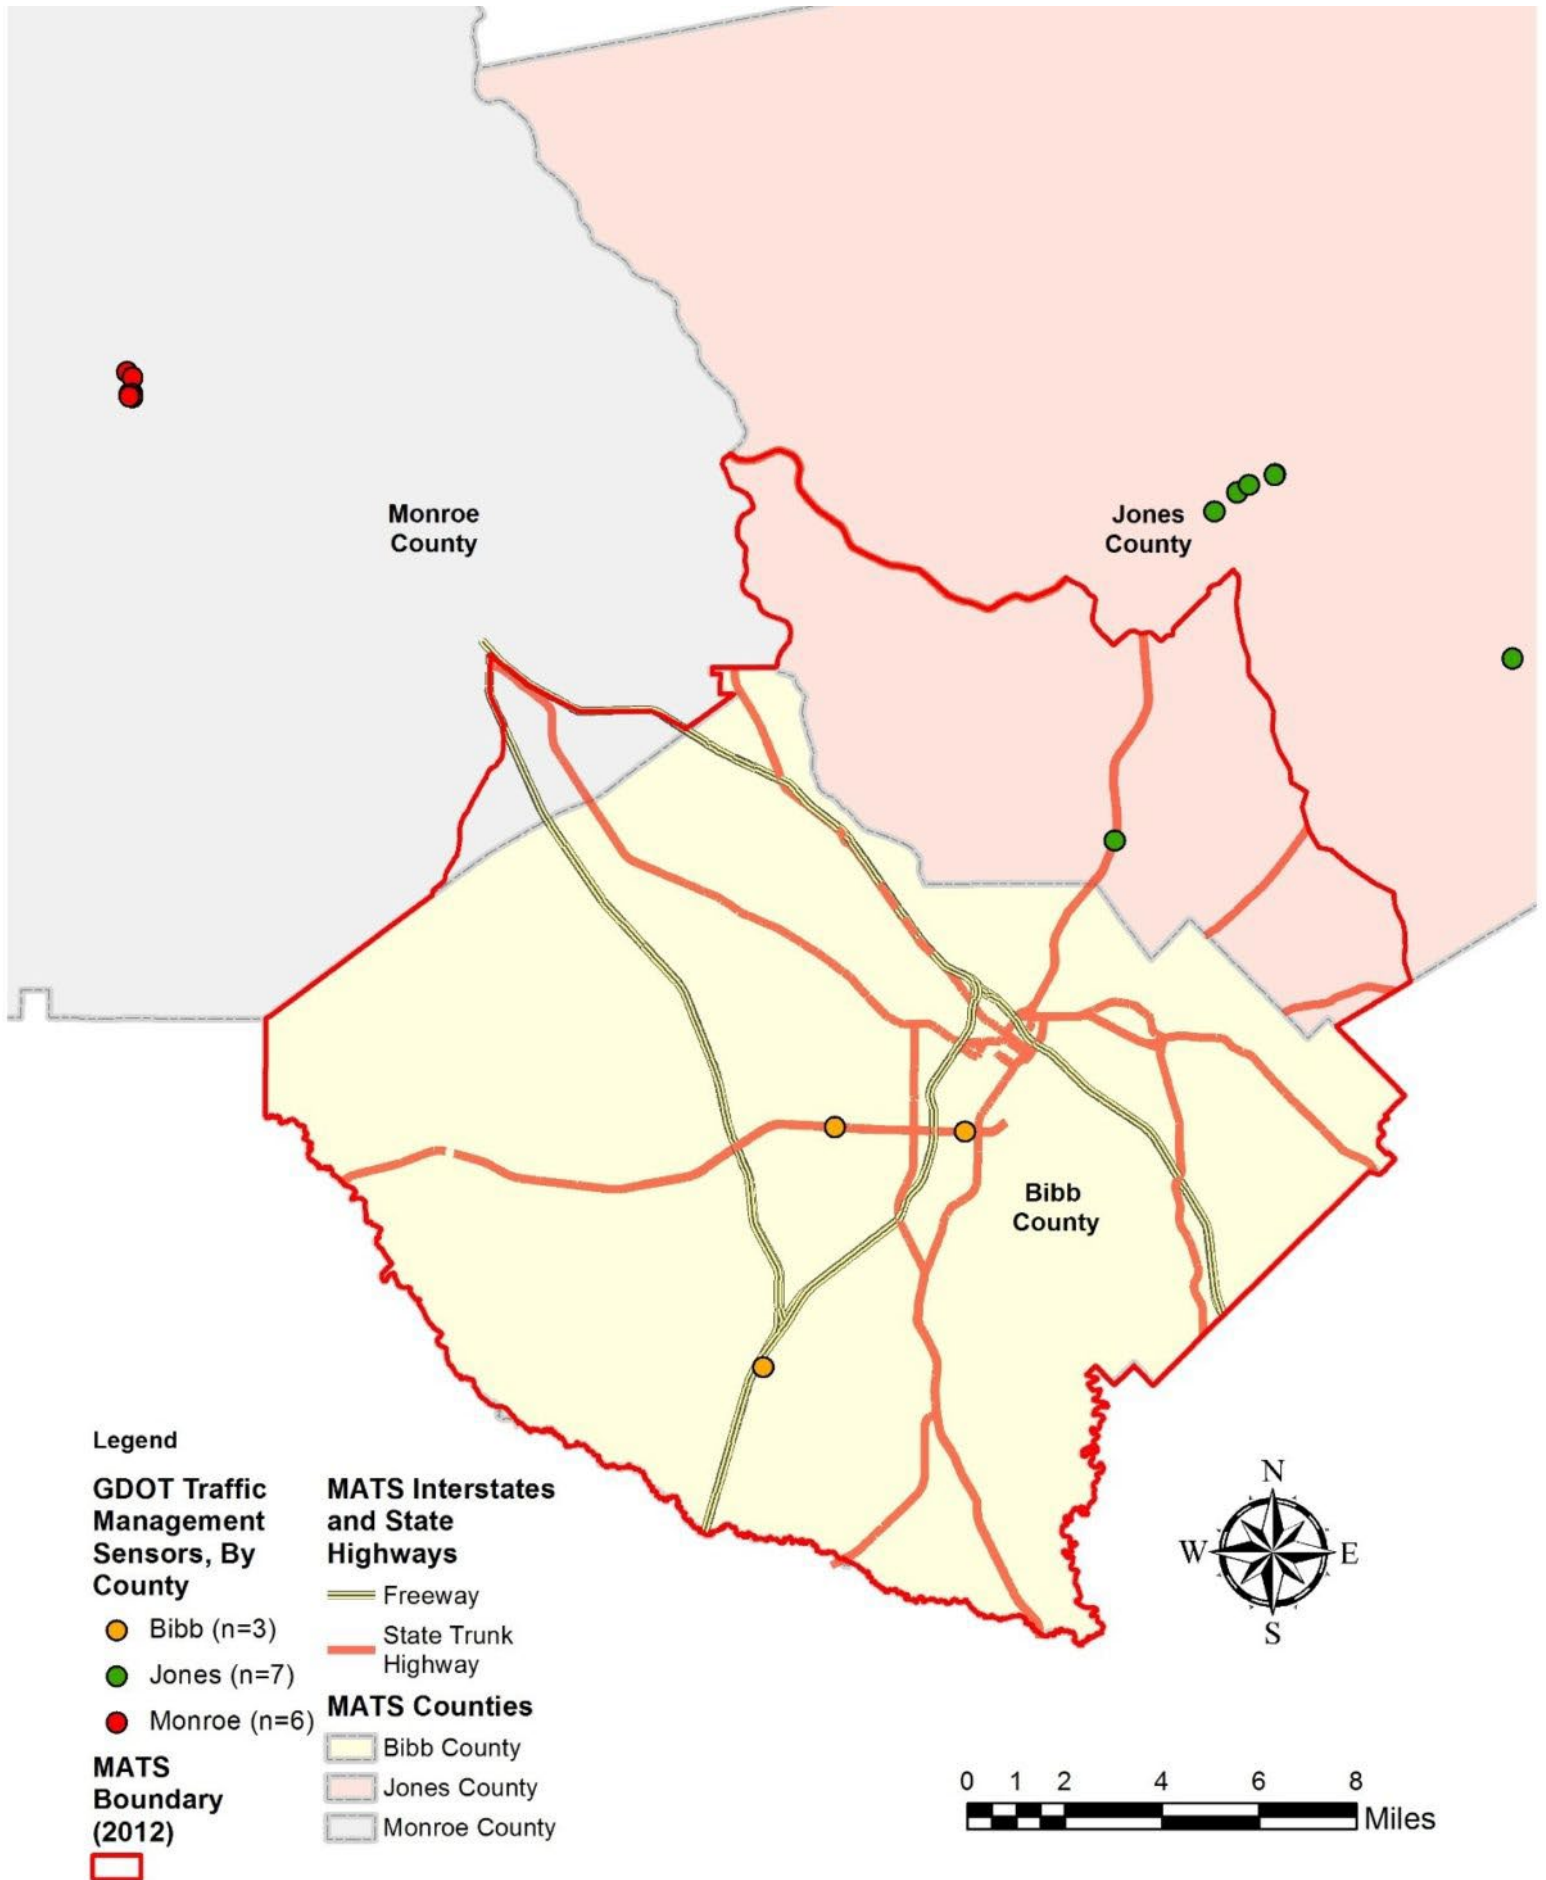 Monroe
County
Jones
County
Bibb
County
Legend
GDOT Traffic
Management
Sensors, By
County
Bibb (n=3)
Jones (n=7)
Monroe (n=6)
MATS
Boundary
(2012)
MATS Interstates
and State
Highways
Freeway
State Trunk
Highway
MATS Counties
Bibb County
Jones County
Monroe County
N
W E
S
0 1 2 4 6 8
Miles